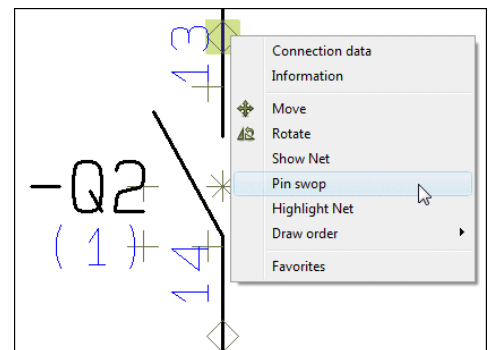 13
-Q2
(1)
14
Connection data
Information
Move
Rotate
Show Net
Pin swop
Highlight Net
Draw order
Favorites